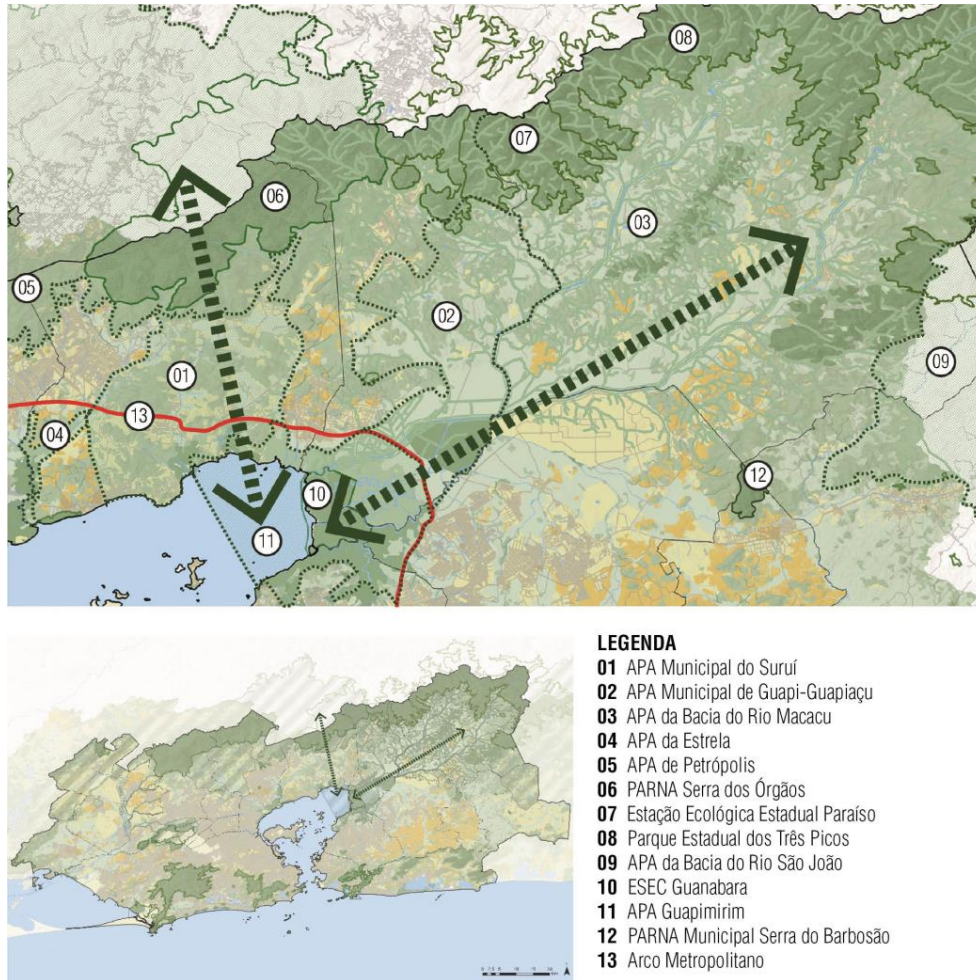 08
07
06
03
05
02
09
01
13
04
12
10
11
LEGENDA
01 APA Municipal do Suruí
02 APA Municipal de Guapi-Guapiaçu
03 APA da Bacia do Rio Macacu
04 APA da Estrela
05 APA de Petrópolis
06 PARNA Serra dos Órgãos
07 Estação Ecológica Estadual Paraíso
08 Parque Estadual dos Três Picos
09 APA da Bacia do Rio São João
10 ESEC Guanabara
11 APA Guapimirim
12 PARNA Municipal Serra do Barbosão
13 Arco Metropolitano